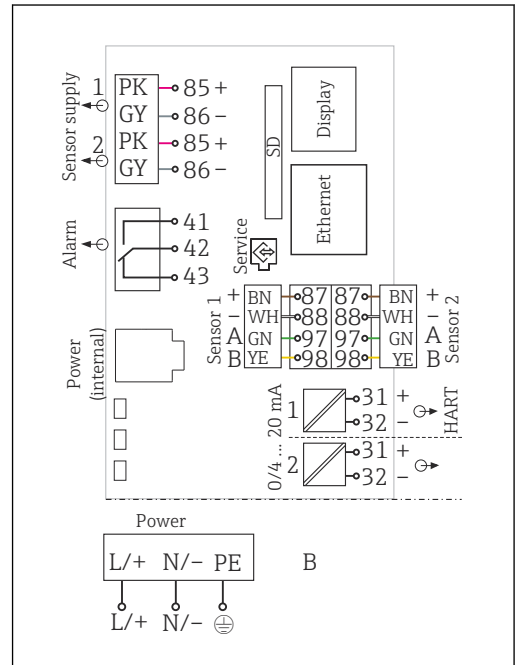 Sensor supply
1
PK
85 +
GY
86 −
2
PK
85 +
GY
86 −
SD
Display
Ethernet
Alarm
41
42
43
Service
Power
(internal)
Sensor 1
+ BN 87 87 BN +
− WH 88 88 WH −
A GN 97 97 GN A
B YE 98 98 YE B
Sensor 2
0/4 ... 20 mA
1
31 +
32 −
HART
2
31 +
32 −
Power
L/+ N/− PE
B
L/+ N/−